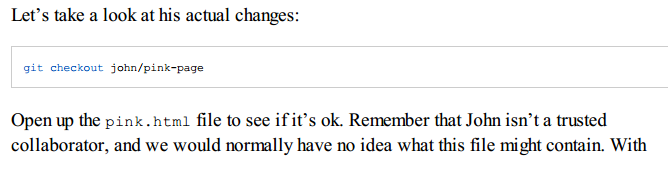 Let’s take a look at his actual changes:
git checkout john/pink-page
Open up the pink.html file to see if it’s ok. Remember that John isn’t a trusted
collaborator, and we would normally have no idea what this file might contain. With